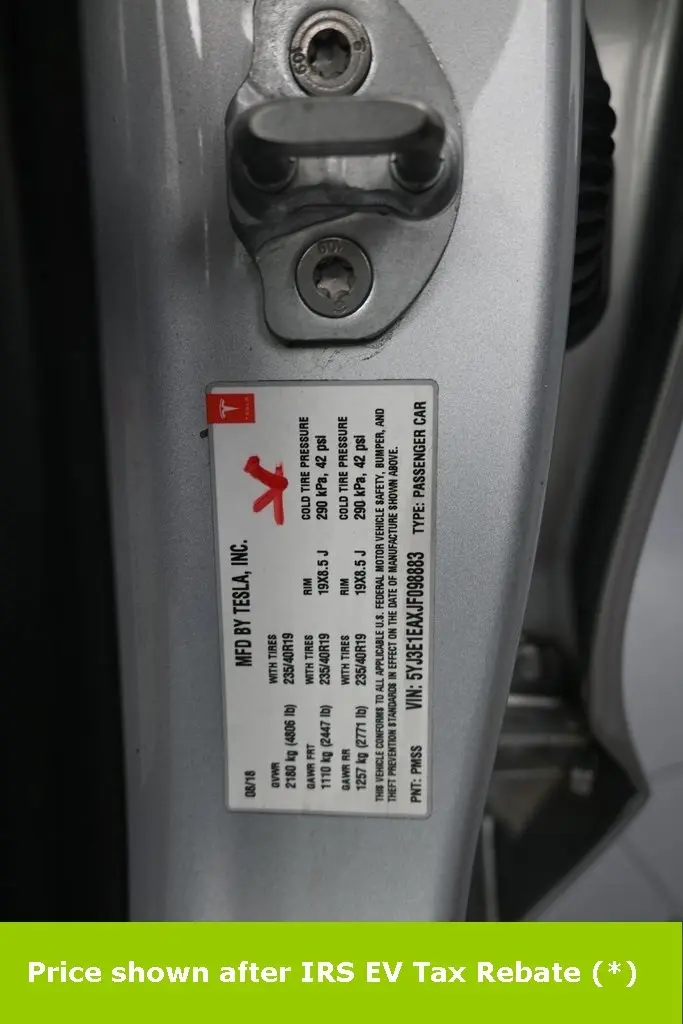 TESLA
MFD BY TESLA, INC.
08/18
GVWR WITH TIRES RIM COLD TIRE PRESSURE
2180 kg (4806 lb) 235/40R19 19X8.5 J 290 kPa, 42 psi
GAWR FRT WITH TIRES
1110 kg (2447 lb) 235/40R19
GAWR RR WITH TIRES RIM COLD TIRE PRESSURE
1257 kg (2771 lb) 235/40R19 19X8.5 J 290 kPa, 42 psi
THIS VEHICLE CONFORMS TO ALL APPLICABLE U.S. FEDERAL MOTOR VEHICLE SAFETY, BUMPER, AND
THEFT PREVENTION STANDARDS IN EFFECT ON THE DATE OF MANUFACTURE SHOWN ABOVE.
PNT: PMSS VIN: 5YJ3E1EAXJF098883 TYPE: PASSENGER CAR
Price shown after IRS EV Tax Rebate (*)